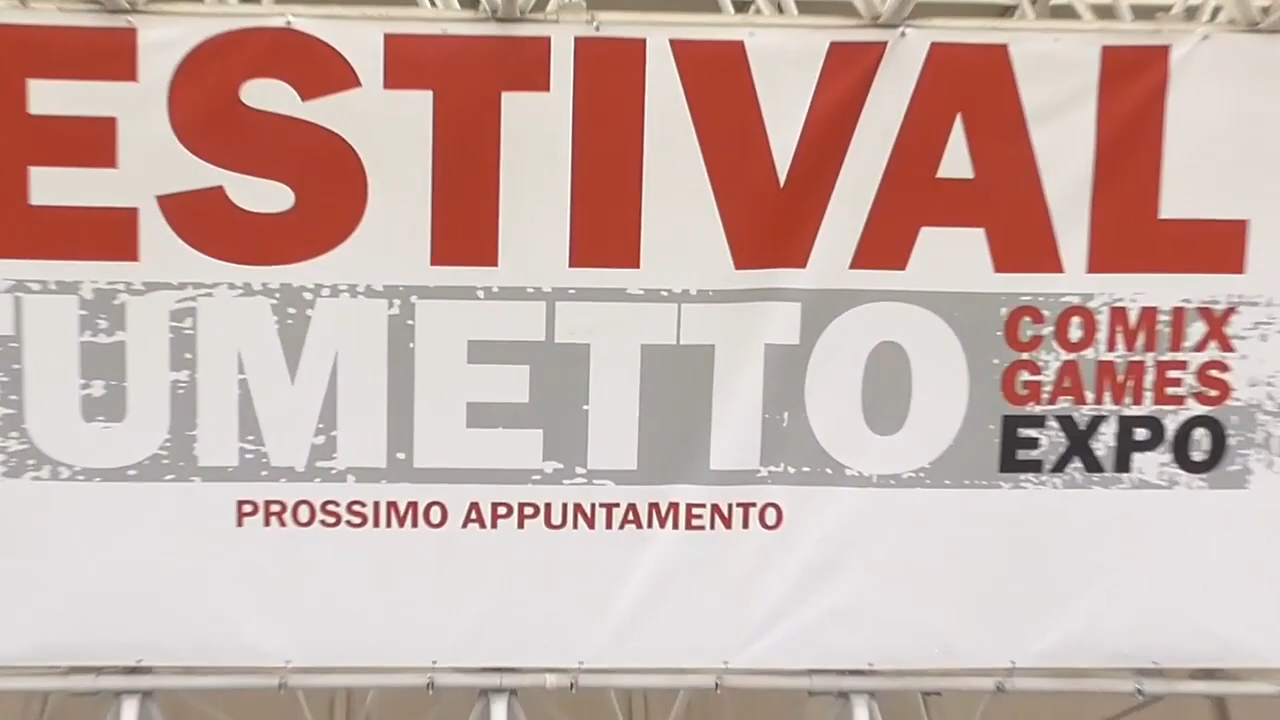 ESTIVAL
UMETTO
COMIX
GAMES
EXPO
PROSSIMO APPUNTAMENTO